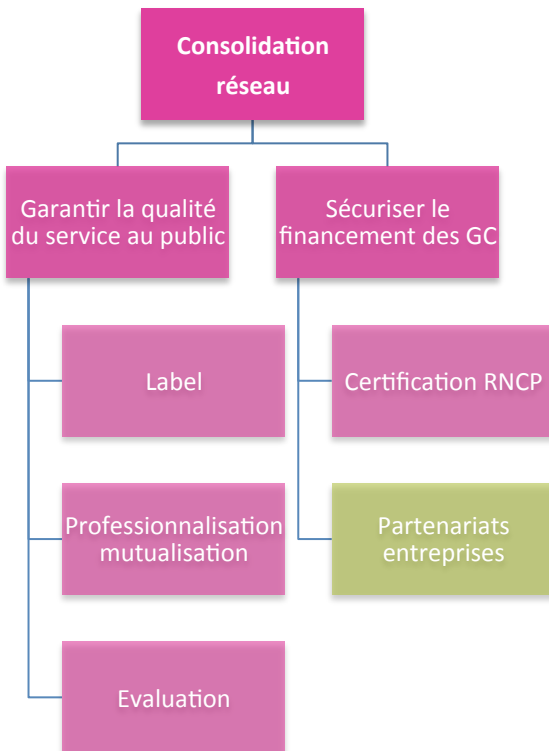 Consolidation
réseau
Garantir la qualité
du service au public
Sécuriser le
financement des GC
Label
Certification RNCP
Professionnalisation
mutualisation
Partenariats
entreprises
Evaluation